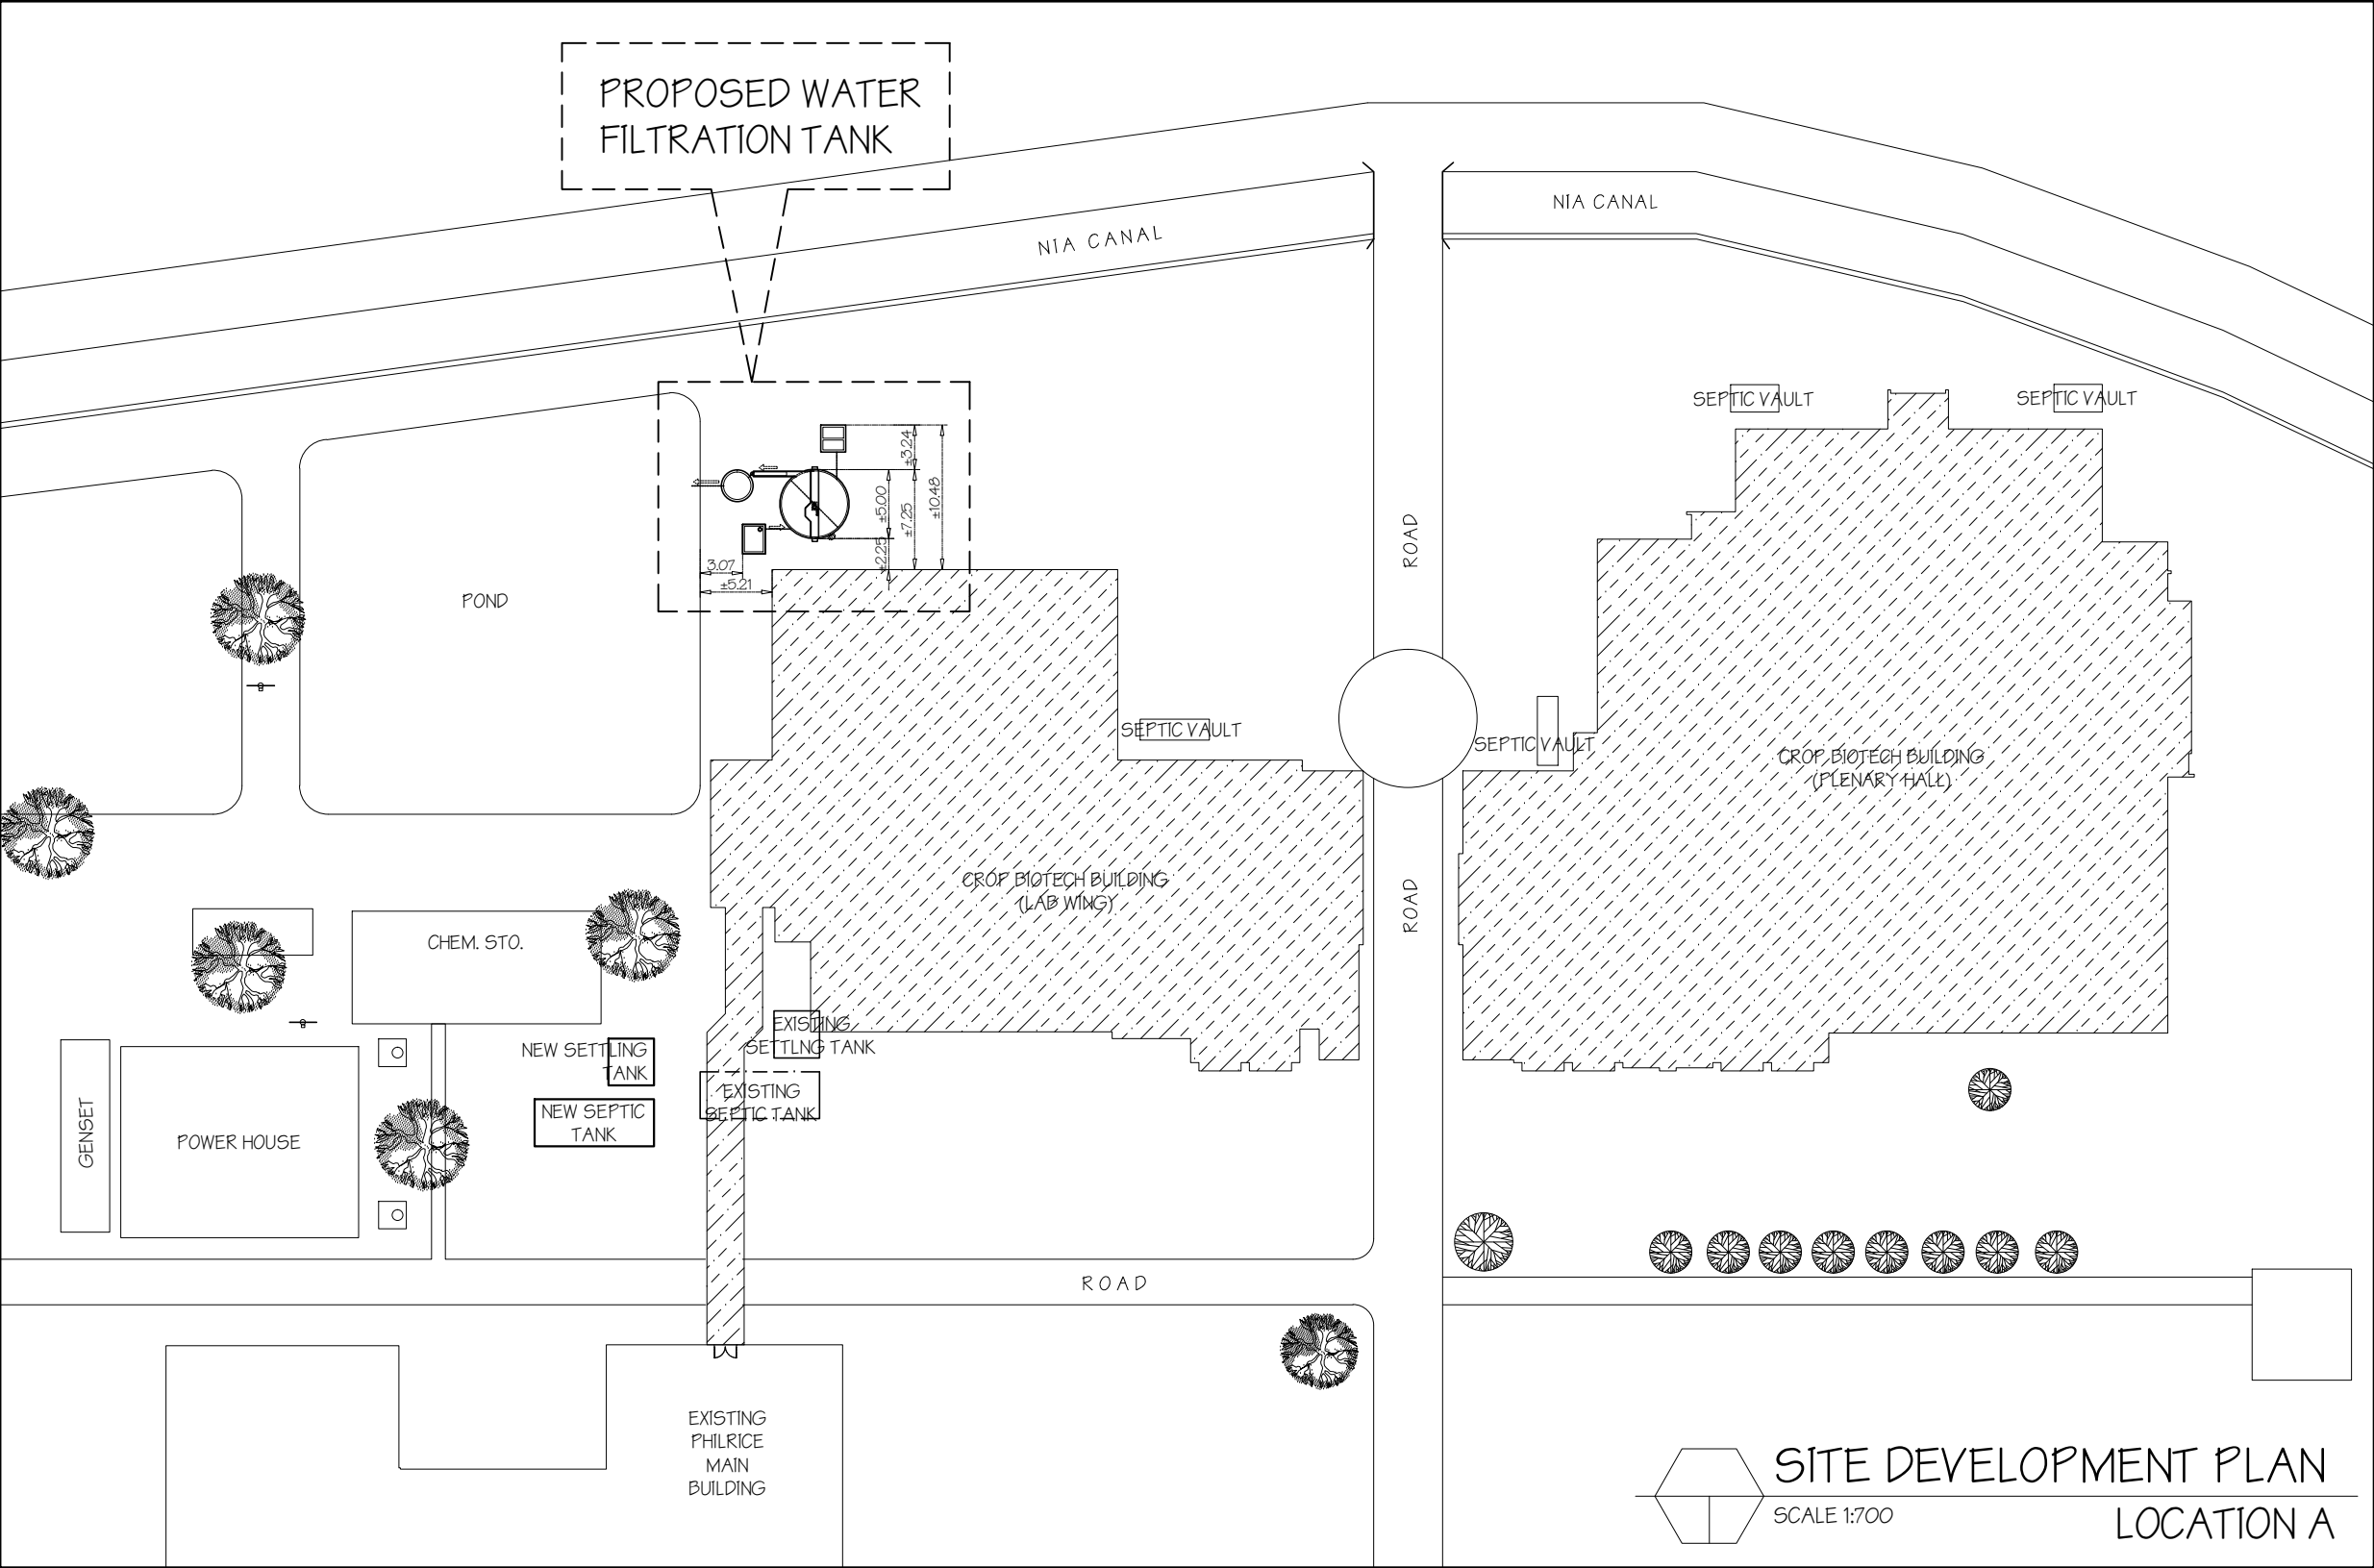 PROPOSED WATER
FILTRATION TANK
NIA CANAL
NIA CANAL
SEPTIC VAULT
SEPTIC VAULT
±3.24
±10.48
±5.00
±7.25
±2.25
3.07
±5.21
ROAD
POND
SEPTIC VAULT
SEPTIC VAULT
CROP BIOTECH BUILDING
(PLENARY HALL)
CROP BIOTECH BUILDING
(LAB WING)
ROAD
CHEM. STO.
EXISTING
SETTLNG TANK
NEW SETTLING
TANK
EXISTING
SEPTIC TANK
NEW SEPTIC
TANK
GENSET
POWER HOUSE
ROAD
EXISTING
PHILRICE
MAIN
BUILDING
SITE DEVELOPMENT PLAN
SCALE 1:700
LOCATION A